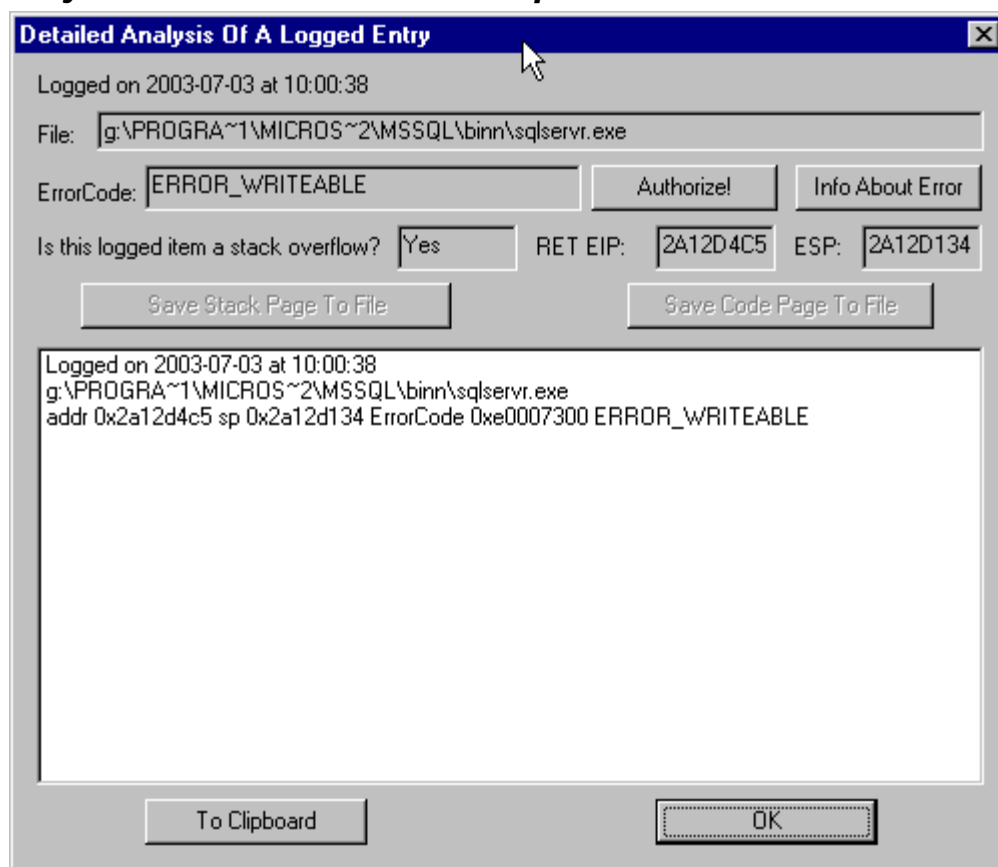 Detailed Analysis Of A Logged Entry
Logged on 2003-07-03 at 10:00:38
File: g:\PROGRA~1\MICROS~2\MSSQL\binn\sqlservr.exe
ErrorCode: ERROR_WRITEABLE Authorize! Info About Error
Is this logged item a stack overflow? Yes RET EIP: 2A12D4C5 ESP: 2A12D134
Save Stack Page To File Save Code Page To File
Logged on 2003-07-03 at 10:00:38
g:\PROGRA~1\MICROS~2\MSSQL\binn\sqlservr.exe
addr 0x2a12d4c5 sp 0x2a12d134 ErrorCode 0xe0007300 ERROR_WRITEABLE
To Clipboard OK